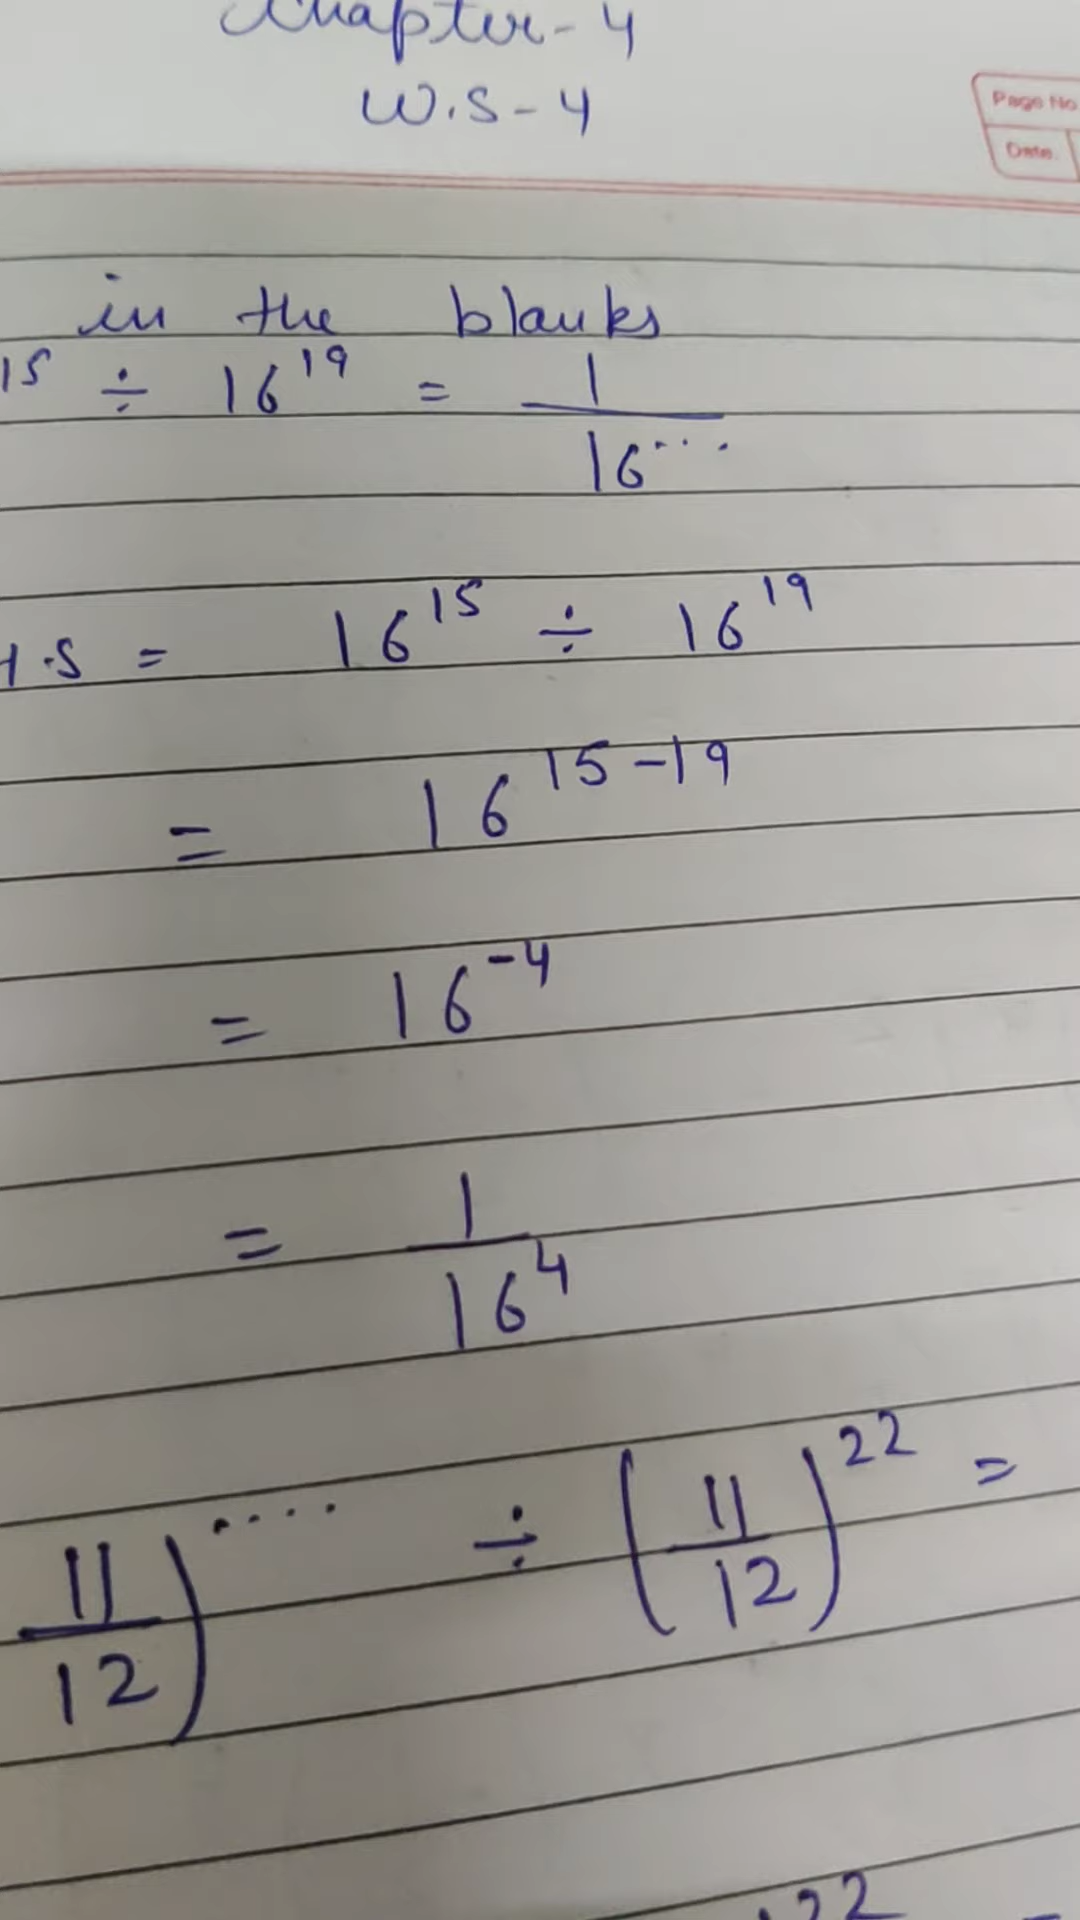 Chapter-4
W.S-4
Page No
Date.
in the blanks
15 ÷ 16^19 = 1/16^...
H.S = 16^15 ÷ 16^19
= 16^15-19
= 16^-4
= 1/16^4
11/12)^.... ÷ (11/12)^22 =
22